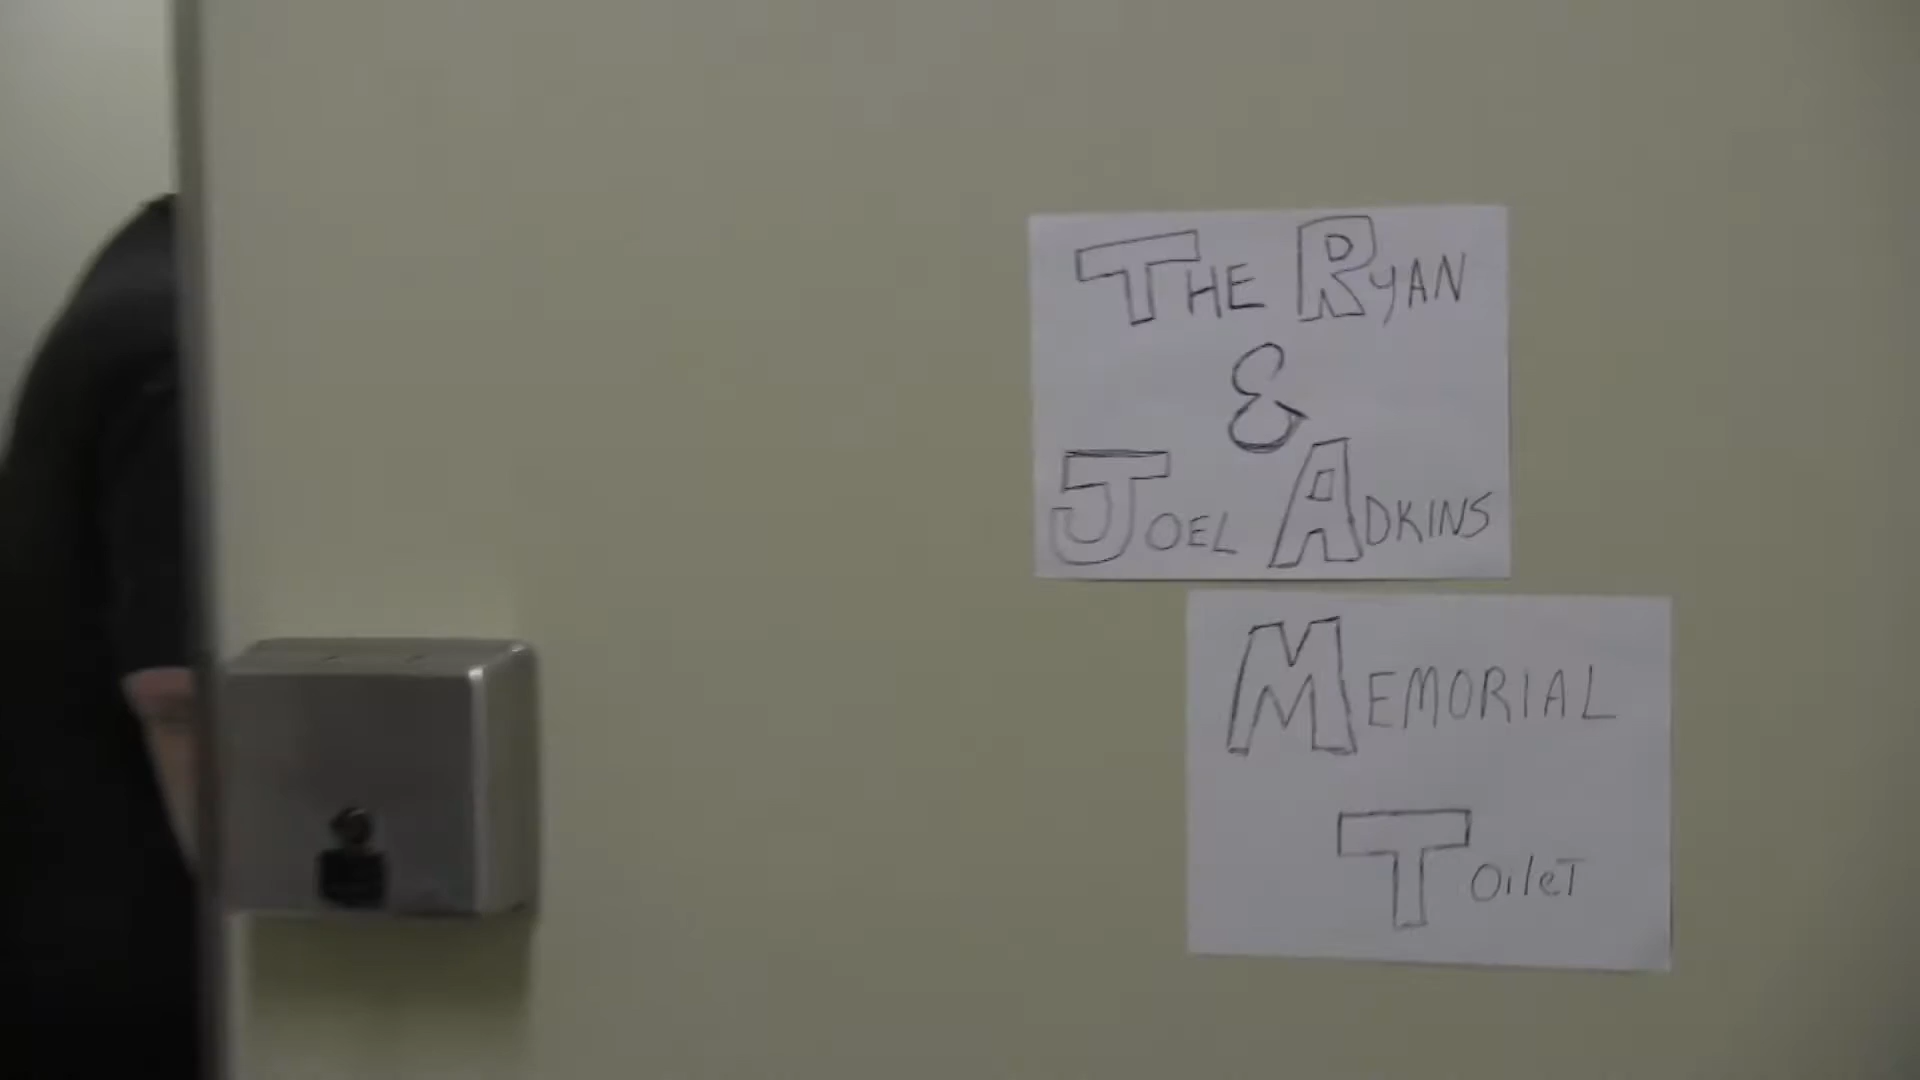 THE RYAN
&
JOEL ADKINS
MEMORIAL
TOileT